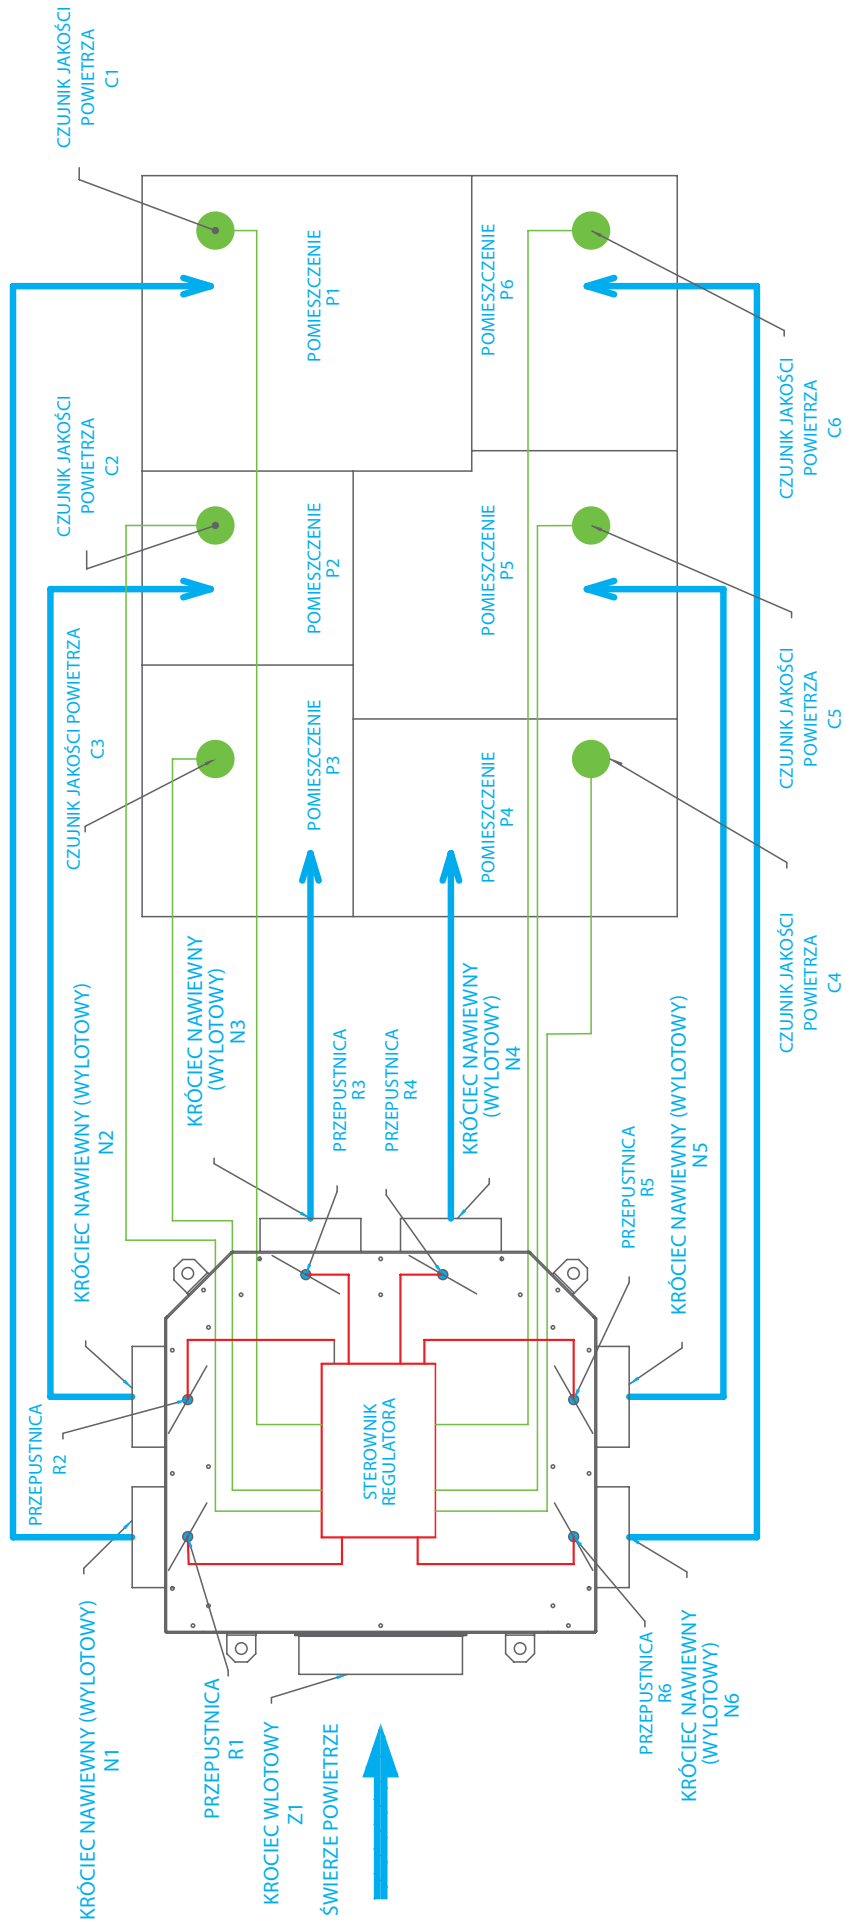 CZUJNIK JAKOŚCI
POWIETRZA
C1
CZUJNIK JAKOŚCI
POWIETRZA
C2
CZUJNIK JAKOŚCI POWIETRZA
C3
KRÓCIEC NAWIEWNY (WYLOTOWY)
N2
PRZEPUSTNICA
R2
KRÓCIEC NAWIEWNY (WYLOTOWY)
N1
POMIESZCZENIE
P1
POMIESZCZENIE
P2
POMIESZCZENIE
P3
KRÓCIEC NAWIEWNY
(WYLOTOWY)
N3
PRZEPUSTNICA
R3
PRZEPUSTNICA
R4
STEROWNIK
REGULATORA
PRZEPUSTNICA
R1
KROCIEC WLOTOWY
Z1
ŚWIERZE POWIETRZE
POMIESZCZENIE
P6
POMIESZCZENIE
P5
POMIESZCZENIE
P4
KRÓCIEC NAWIEWNY
(WYLOTOWY)
N4
PRZEPUSTNICA
R5
KRÓCIEC NAWIEWNY (WYLOTOWY)
N5
PRZEPUSTNICA
R6
KRÓCIEC NAWIEWNY
(WYLOTOWY)
N6
CZUJNIK JAKOŚCI
POWIETRZA
C6
CZUJNIK JAKOŚCI
POWIETRZA
C5
CZUJNIK JAKOŚCI
POWIETRZA
C4